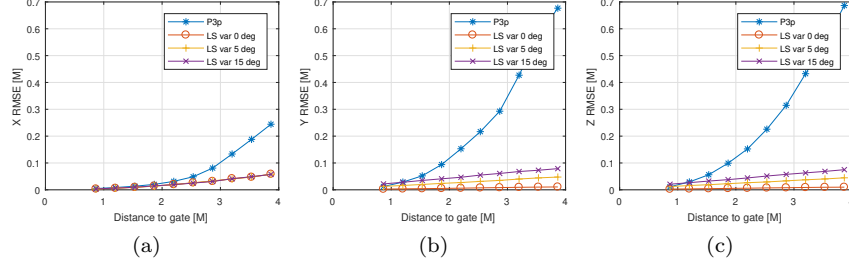 0.7
0.6
0.5
0.4
0.3
0.2
0.1
0
X RMSE [M]
P3p
LS var 0 deg
LS var 5 deg
LS var 15 deg
0 1 2 3 4
Distance to gate [M]
(a)
0.7
0.6
0.5
0.4
0.3
0.2
0.1
0
Y RMSE [M]
P3p
LS var 0 deg
LS var 5 deg
LS var 15 deg
0 1 2 3 4
Distance to gate [M]
(b)
0.7
0.6
0.5
0.4
0.3
0.2
0.1
0
Z RMSE [M]
P3p
LS var 0 deg
LS var 5 deg
LS var 15 deg
0 1 2 3
Distance to gate [M]
(c)